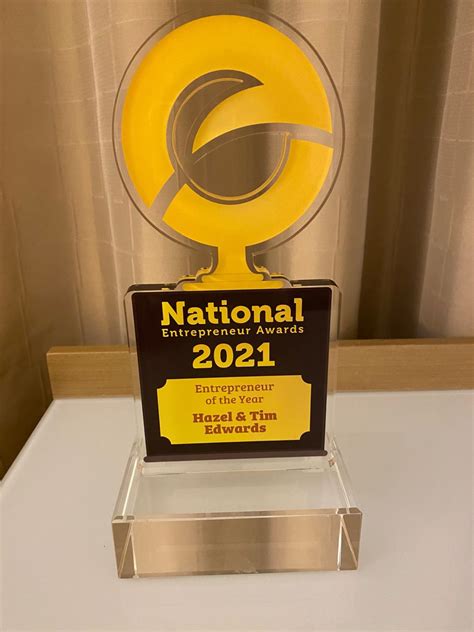 National
Entrepreneur Awards
2021
Entrepreneur
of the Year
Hazel & Tim
Edwards